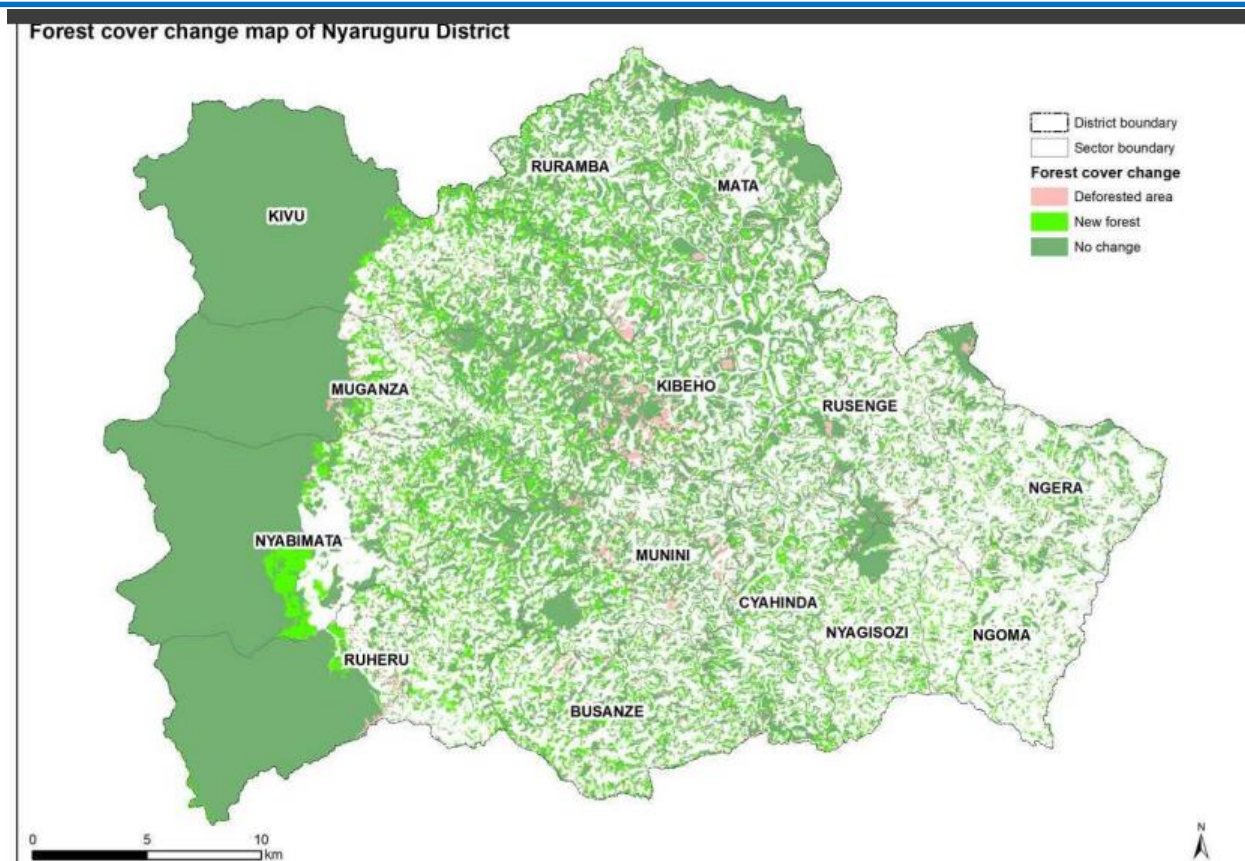 Forest cover change map of Nyaruguru District
District boundary
Sector boundary
Forest cover change
Deforested area
New forest
No change
RURAMBA
MATA
KIVU
MUGANZA
KIBEHO
RUSENGE
NGERA
NYABIMATA
MUNINI
CYAHINDA
NYAGISOZI
NGOMA
RUHERU
BUSANZE
0 5 10
km
N